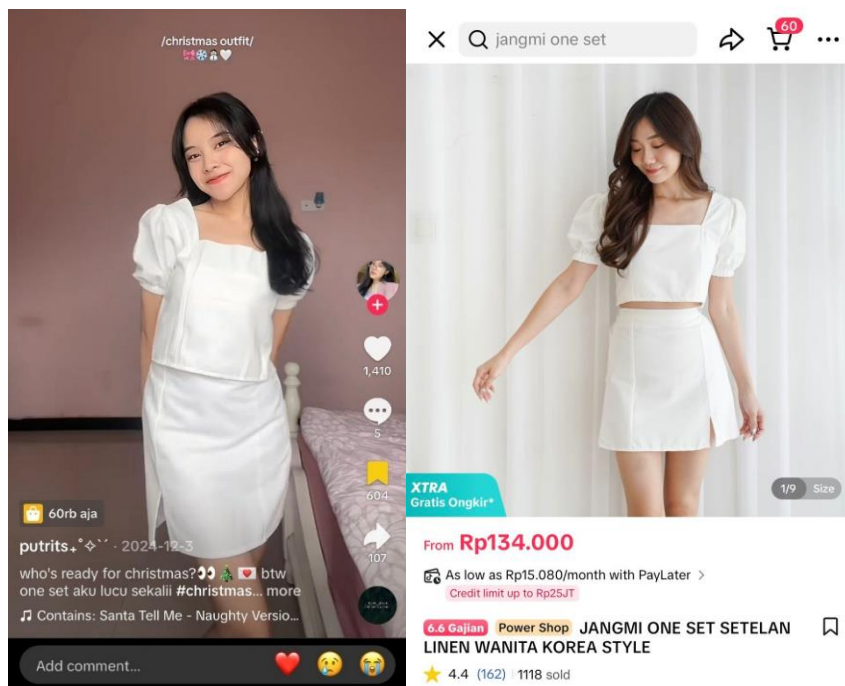 /christmas outfit/
1,410
5
604
107
60rb aja
putrits₊˚✧ˊˊ · 2024-12-3
who's ready for christmas?👀🎄💌 btw
one set aku lucu sekalii #christmas... more
Contains: Santa Tell Me - Naughty Versio...
Add comment...
jangmi one set
60
XTRA
Gratis Ongkir*
1/9 Size
From Rp134.000
As low as Rp15.080/month with PayLater >
Credit limit up to Rp25JT
6.6 Gajian Power Shop JANGMI ONE SET SETELAN
LINEN WANITA KOREA STYLE
4.4 (162) 1118 sold